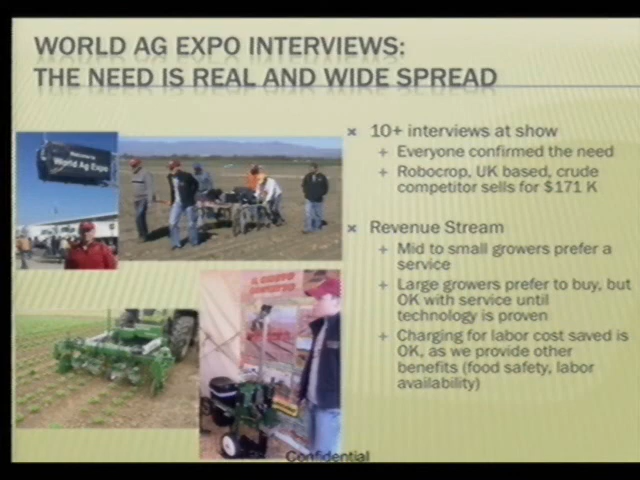 WORLD AG EXPO INTERVIEWS:
THE NEED IS REAL AND WIDE SPREAD
10+ interviews at show
Everyone confirmed the need
Robocrop, UK based, crude
competitor sells for $171 K
Revenue Stream
Mid to small growers prefer a
service
Large growers prefer to buy, but
OK with service until
technology is proven
Charging for labor cost saved is
OK, as we provide other
benefits (food safety, labor
availability)
World Ag Expo
Confidential